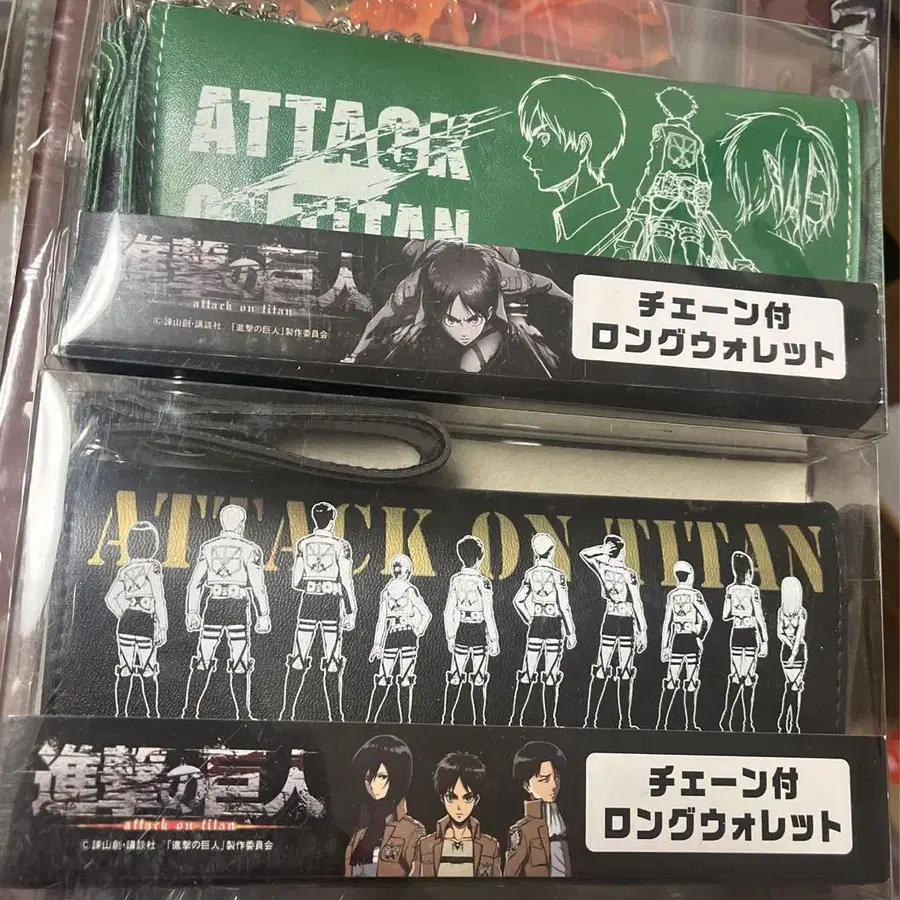 ATTACK
ON TITAN
進撃の巨人
attack on titan
©諫山創・講談社 「進撃の巨人」製作委員会
チェーン付
ロングウォレット
ATTACK ON TITAN
進撃の巨人
attack on titan
©諫山創・講談社 「進撃の巨人」製作委員会
チェーン付
ロングウォレット